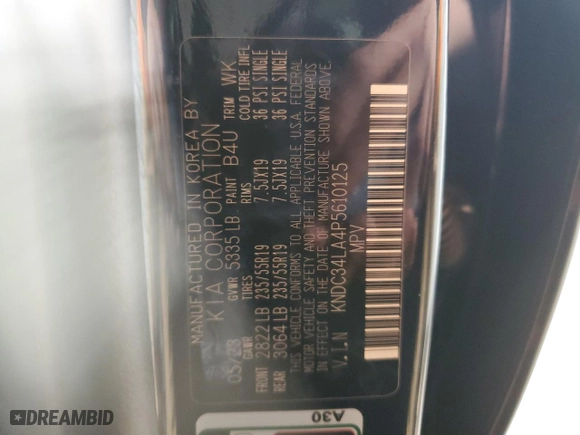 MANUFACTURED IN KOREA BY
KIA CORPORATION
05/23 GVWR 5335 LB PAINT B4U TRIM WK
GAWR TIRES RIMS COLD TIRE INFL
FRONT 2822 LB 235/55R19 7.5JX19 36 PSI SINGLE
REAR 3064 LB 235/55R19 7.5JX19 36 PSI SINGLE
THIS VEHICLE CONFORMS TO ALL APPLICABLE U.S.A. FEDERAL
MOTOR VEHICLE SAFETY AND THEFT PREVENTION STANDARDS
IN EFFECT ON THE DATE OF MANUFACTURE SHOWN ABOVE.
V.I.N KNDC34LA4P5610125
MPV
A30
DREAMBID